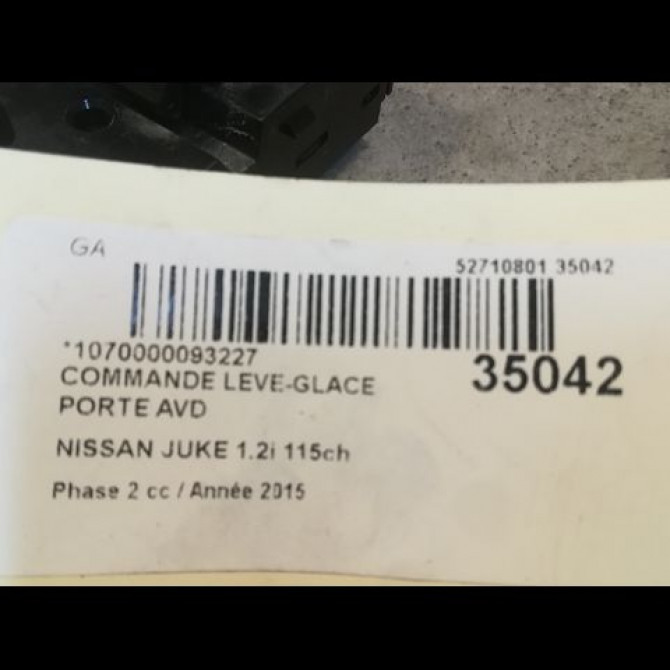 GA
52710801 35042
*1070000093227
35042
COMMANDE LEVE-GLACE
PORTE AVD
NISSAN JUKE 1.2i 115ch
Phase 2 cc / Année 2015